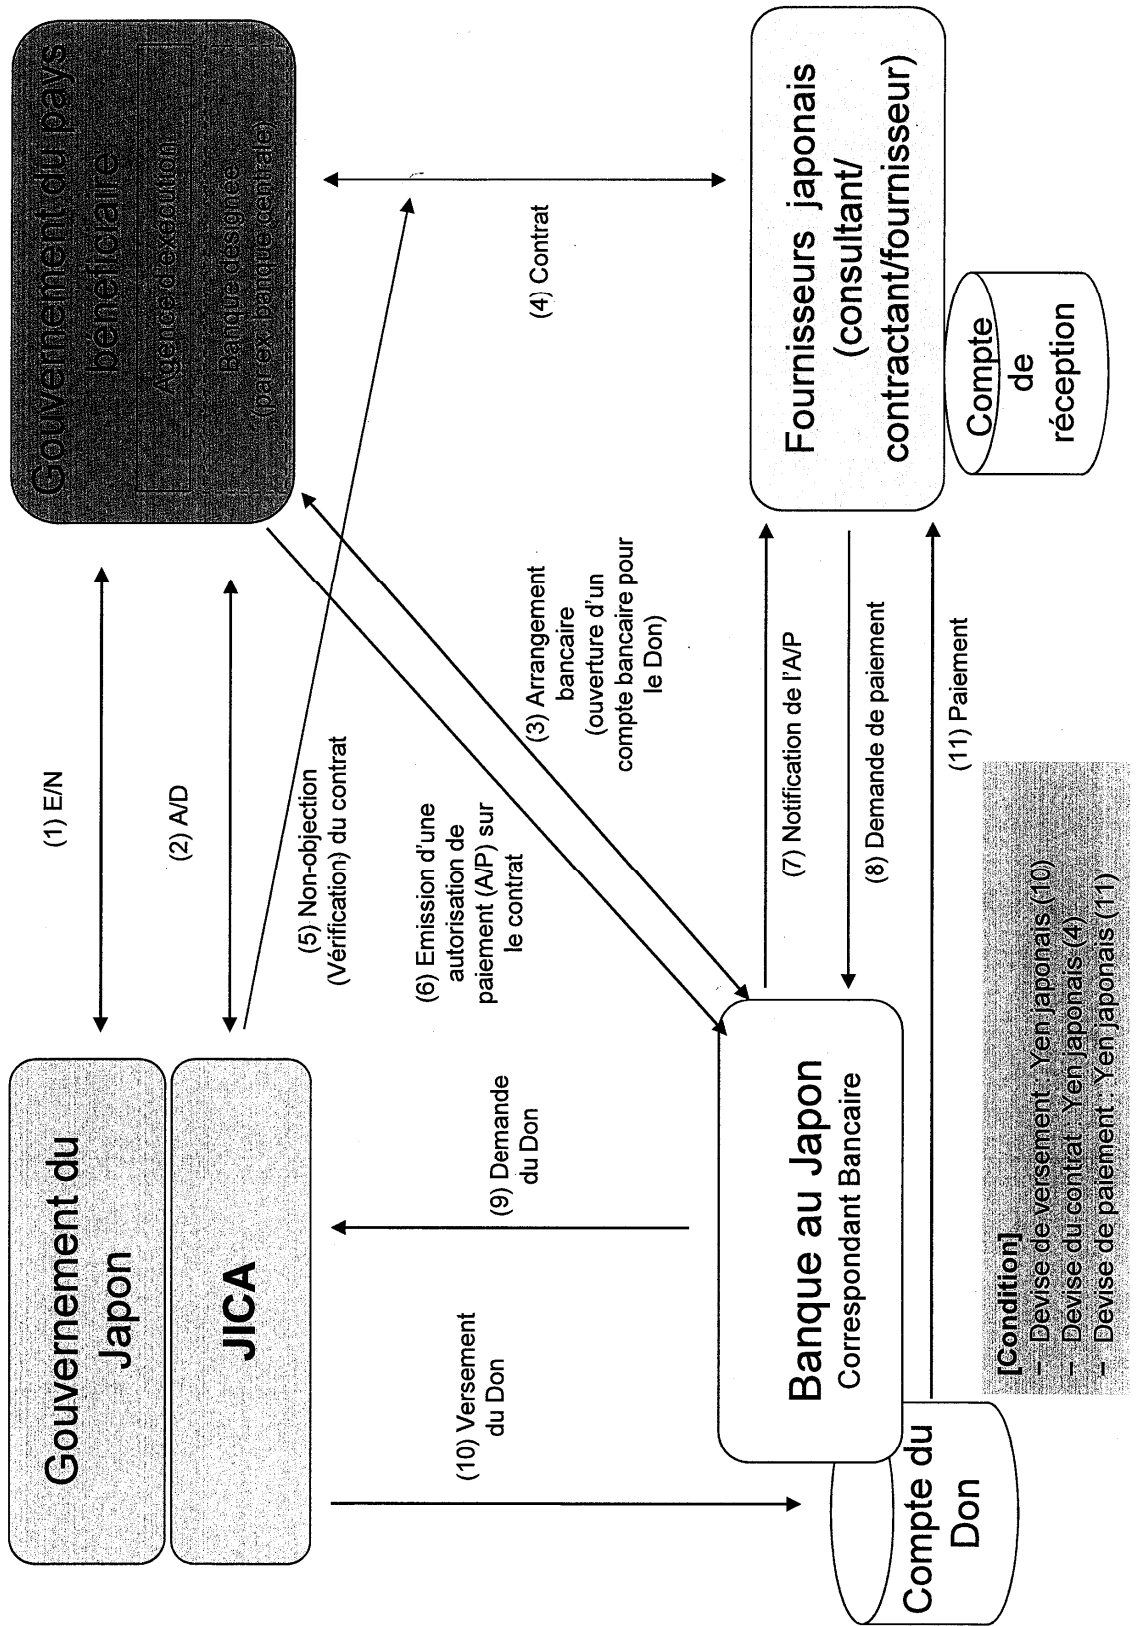 Gouvernement du
Japon
JICA
(1) E/N
(2) A/D
Gouvernement du pays
bénéficiaire
Agence d'exécution
Banque désignée
(par ex. banque centrale)
(5) Non-objection
(Vérification) du contrat
(6) Emission d'une
autorisation de
paiement (A/P) sur
le contrat
(3) Arrangement
bancaire
(ouverture d'un
compte bancaire pour
le Don)
(4) Contrat
(9) Demande
du Don
(10) Versement
du Don
Banque au Japon
Correspondant Bancaire
Compte du
Don
(7) Notification de l'A/P
(8) Demande de paiement
(11) Paiement
Fournisseurs japonais
(consultant/
contractant/fournisseur)
Compte
de
réception
[Condition]
– Devise de versement : Yen japonais (10)
– Devise du contrat : Yen japonais (4)
– Devise de paiement : Yen japonais (11)